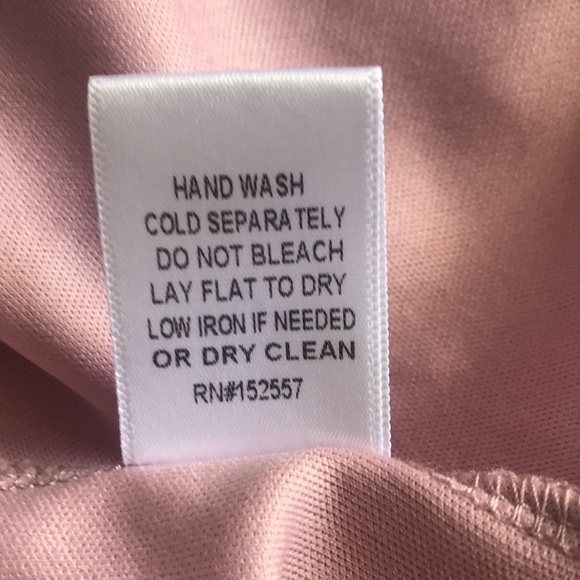 HAND WASH
COLD SEPARATELY
DO NOT BLEACH
LAY FLAT TO DRY
LOW IRON IF NEEDED
OR DRY CLEAN
RN#152557